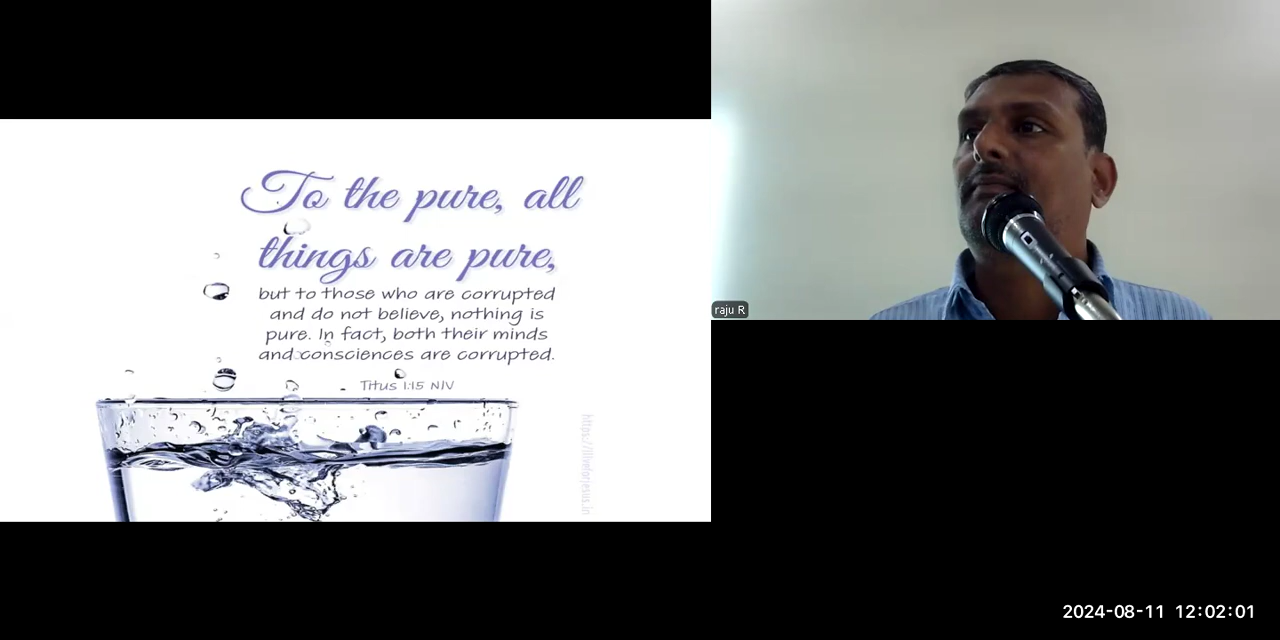 To the pure, all
things are pure,
but to those who are corrupted
and do not believe, nothing is
pure. In fact, both their minds
and consciences are corrupted.
Titus 1:15 NIV
raju R
2024-08-11 12:02:01